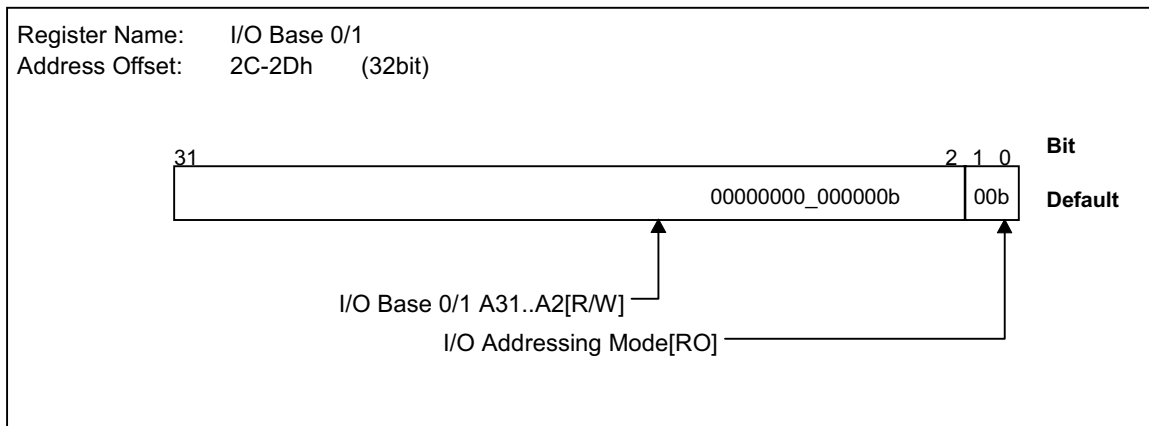 Register Name: I/O Base 0/1
Address Offset: 2C-2Dh (32bit)
31 2 1 0 Bit
00000000_000000b 00b Default
I/O Base 0/1 A31..A2[R/W]
I/O Addressing Mode[RO]